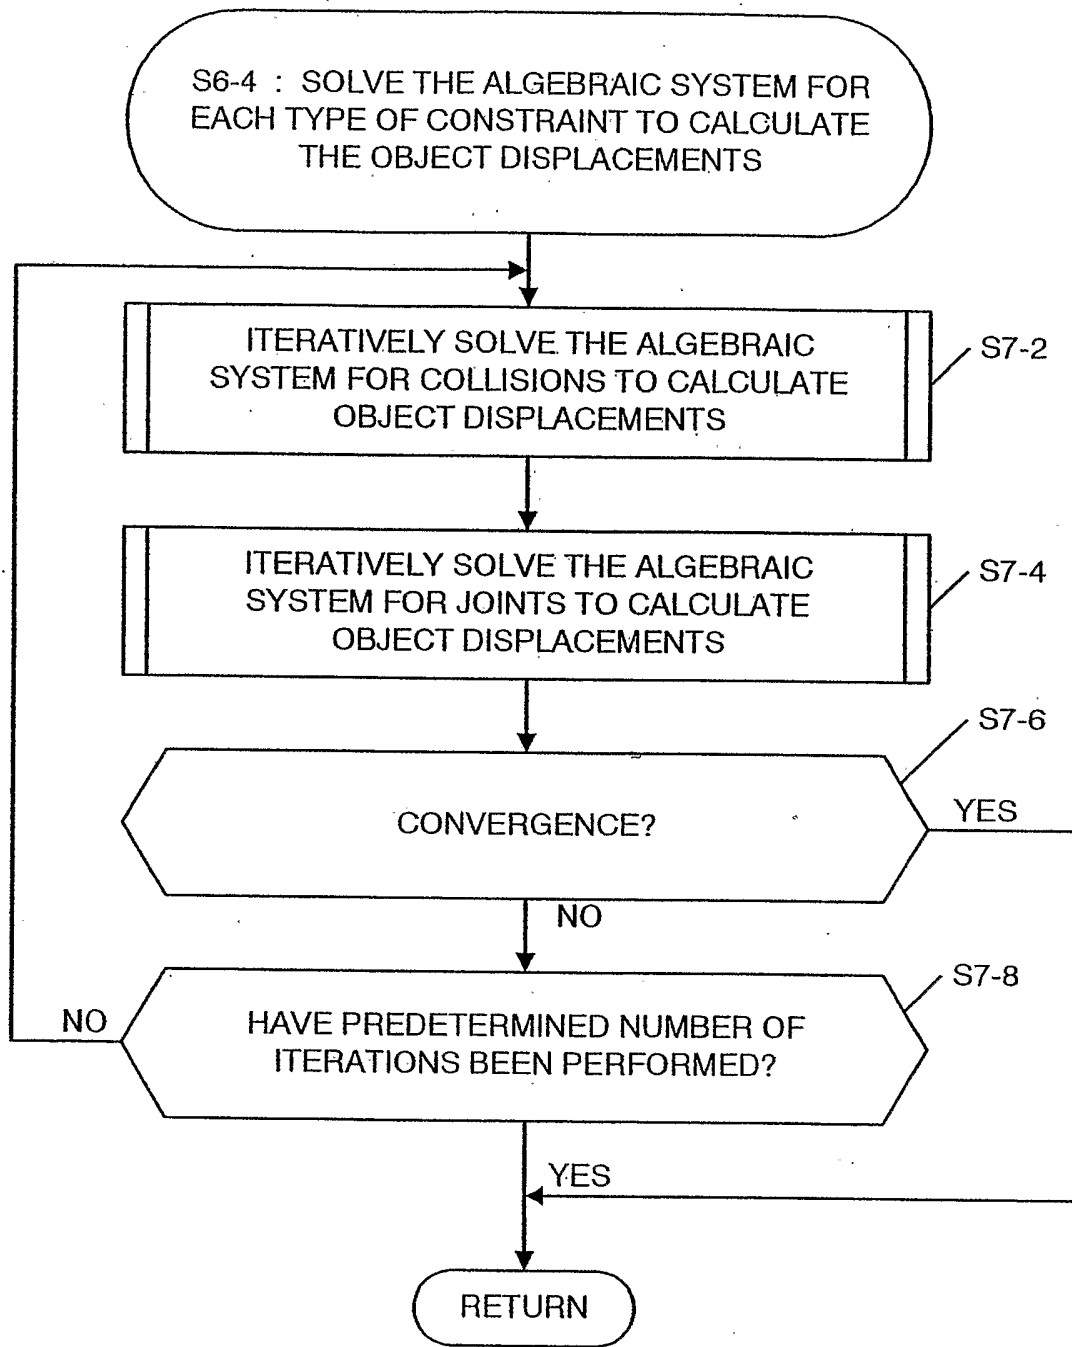 S6-4 : SOLVE THE ALGEBRAIC SYSTEM FOR
EACH TYPE OF CONSTRAINT TO CALCULATE
THE OBJECT DISPLACEMENTS
ITERATIVELY SOLVE THE ALGEBRAIC
SYSTEM FOR COLLISIONS TO CALCULATE
OBJECT DISPLACEMENTS
S7-2
ITERATIVELY SOLVE THE ALGEBRAIC
SYSTEM FOR JOINTS TO CALCULATE
OBJECT DISPLACEMENTS
S7-4
S7-6
CONVERGENCE?
YES
NO
S7-8
NO
HAVE PREDETERMINED NUMBER OF
ITERATIONS BEEN PERFORMED?
YES
RETURN